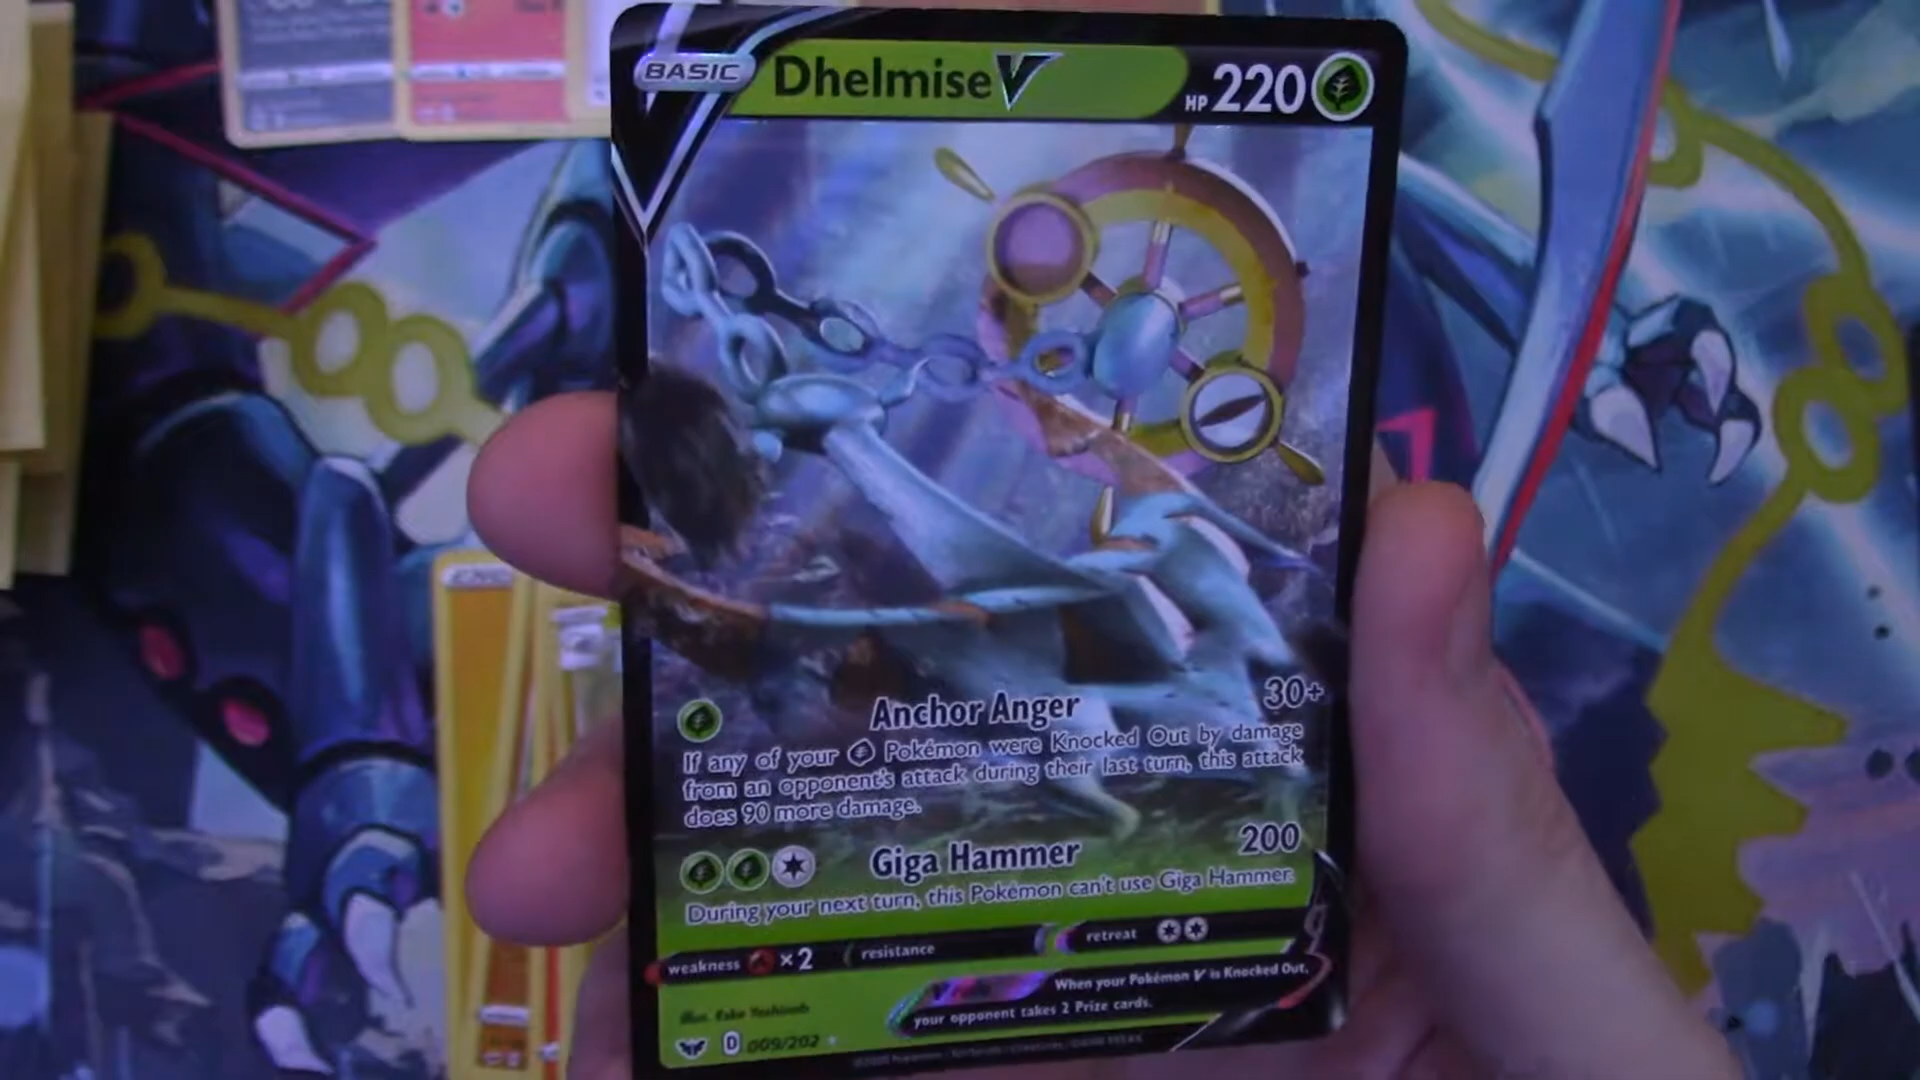 BASIC Dhelmise V HP 220
Anchor Anger 30+
If any of your Pokémon were Knocked Out by damage
from an opponent's attack during their last turn, this attack
does 90 more damage.
Giga Hammer 200
During your next turn, this Pokémon can't use Giga Hammer.
weakness ×2 resistance retreat
When your Pokémon V is Knocked Out,
your opponent takes 2 Prize cards.
Illus.
D 009/202